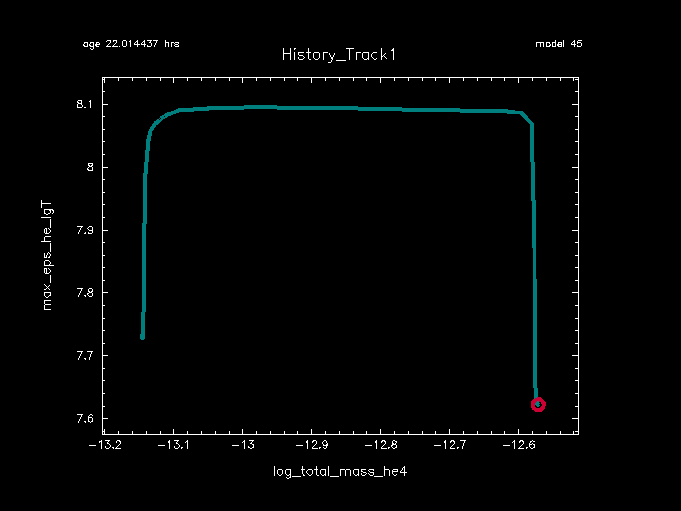 age 22.014437 hrs
model 45
History_Track1
max_eps_he_lgT
8.1
8
7.9
7.8
7.7
7.6
−13.2 −13.1 −13 −12.9 −12.8 −12.7 −12.6
log_total_mass_he4